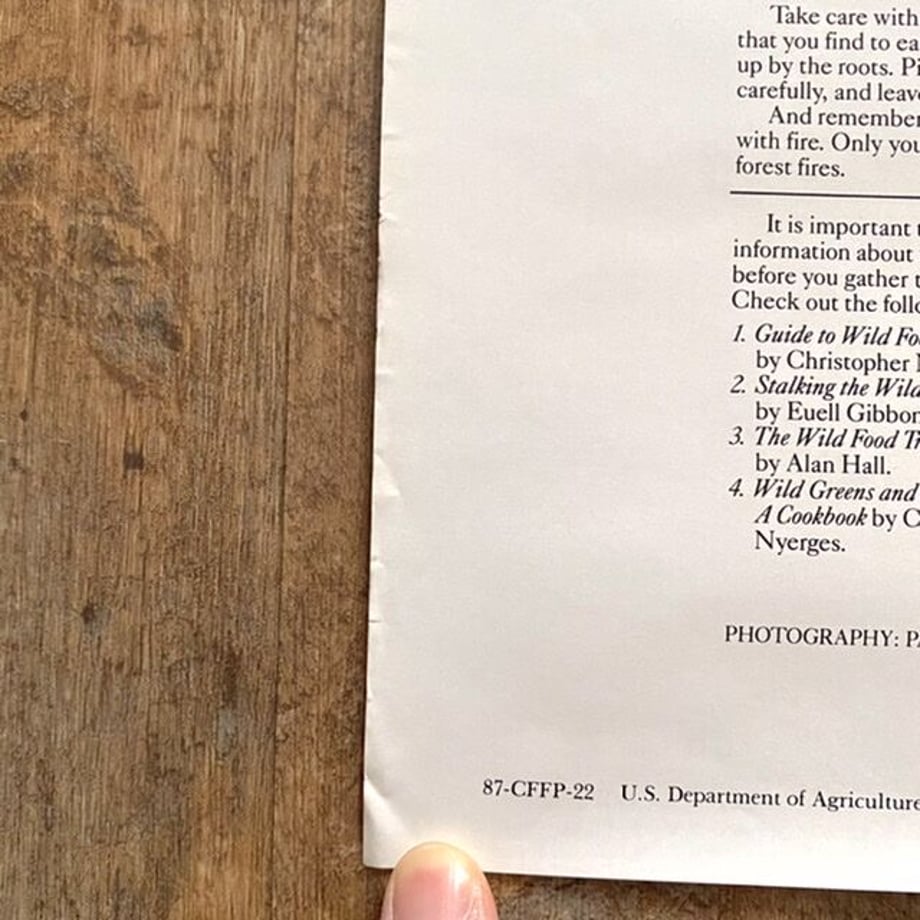 Take care with
that you find to ea
up by the roots. Pi
carefully, and leav
And remember
with fire. Only you
forest fires.
It is important t
information about
before you gather t
Check out the follo
1. Guide to Wild Fo
by Christopher
2. Stalking the Wild
by Euell Gibbon
3. The Wild Food Tr
by Alan Hall.
4. Wild Greens and
A Cookbook by C
Nyerges.
PHOTOGRAPHY: PA
87-CFFP-22 U.S. Department of Agriculture